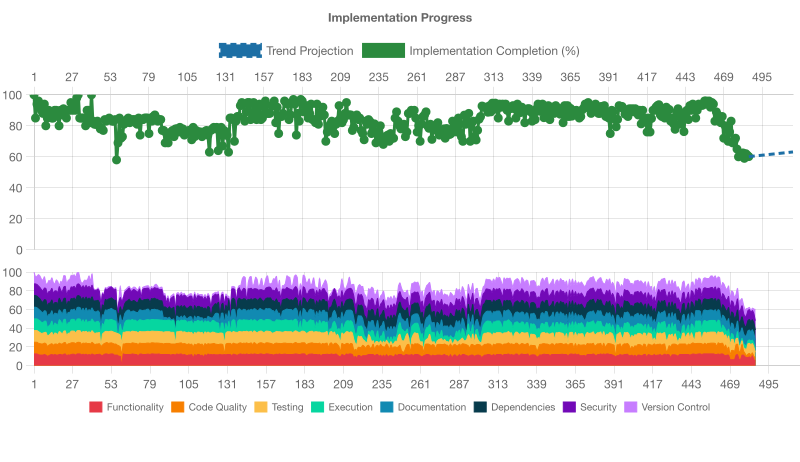 Implementation Progress
Trend Projection Implementation Completion (%)
1 27 53 79 105 131 157 183 209 235 261 287 313 339 365 391 417 443 469 495
100
80
60
40
20
0
100
80
60
40
20
0
1 27 53 79 105 131 157 183 209 235 261 287 313 339 365 391 417 443 469 495
Functionality Code Quality Testing Execution Documentation Dependencies Security Version Control